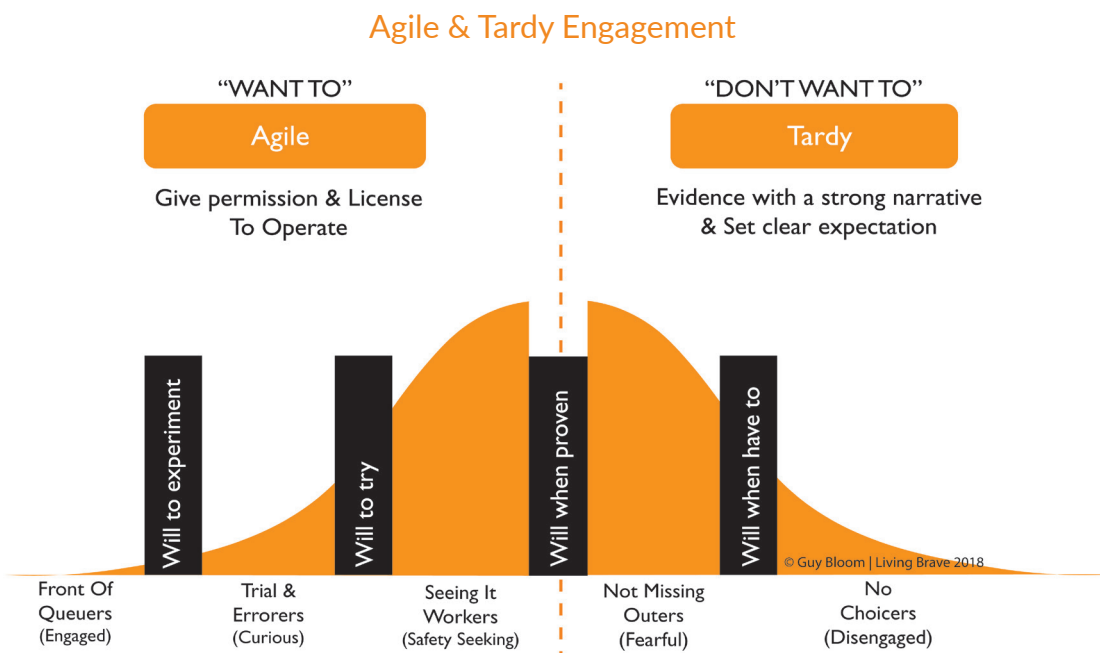 Agile & Tardy Engagement
“WANT TO”
Agile
Give permission & License
To Operate
“DON’T WANT TO”
Tardy
Evidence with a strong narrative
& Set clear expectation
Will to experiment
Will to try
Will when proven
Will when have to
© Guy Bloom | Living Brave 2018
Front Of
Queuers
(Engaged)
Trial &
Errorers
(Curious)
Seeing It
Workers
(Safety Seeking)
Not Missing
Outers
(Fearful)
No
Choicers
(Disengaged)